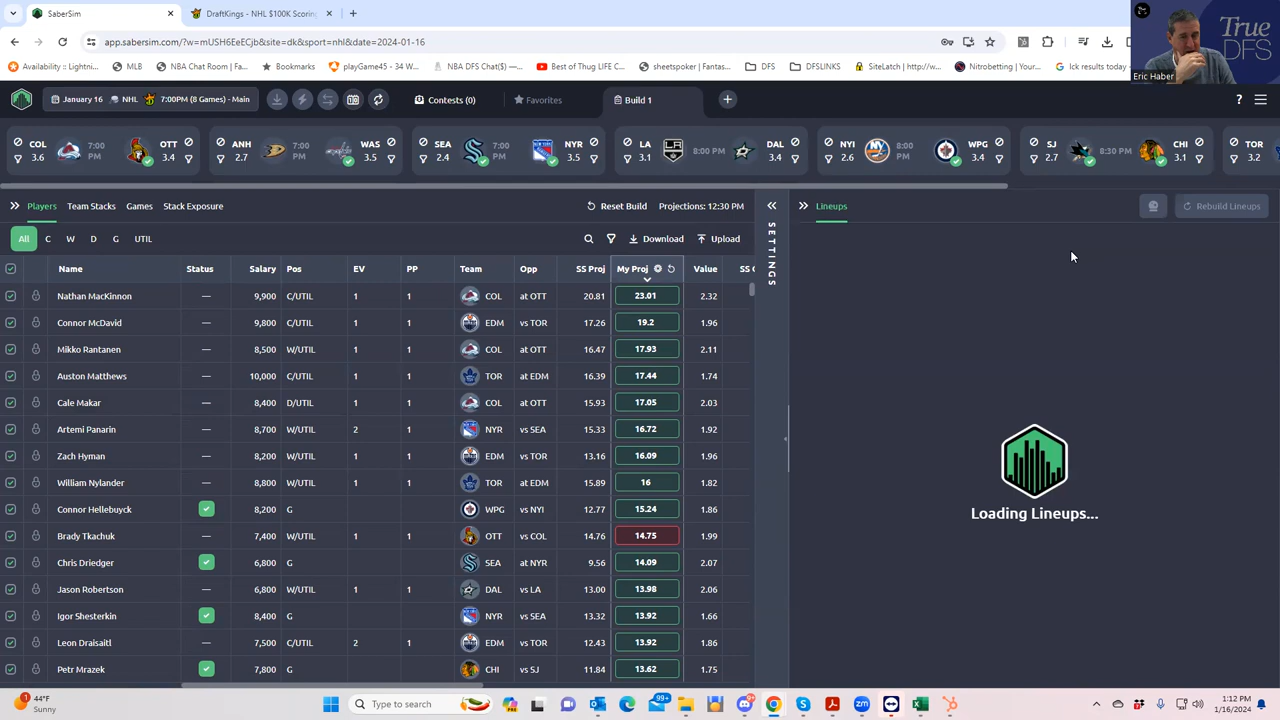 SaberSim
DraftKings - NHL $100K Scoring
app.sabersim.com/?w=mUSH6EeECjb&site=dk&sport=nhl&date=2024-01-16
Availability :: Lightni...
MLB
NBA Chat Room | Fa...
Bookmarks
playGame45 - 34 W...
NBA DFS Chat($) —...
Best of Thug LIFE C...
sheetspoker | Shast...
DFS
DFSLINKS
SiteLatch | http://w...
Nitrobetting | Your...
Ick results today -...
Eric Haber
True
DFS
January 16 NHL 7:00PM (8 Games) - Main
Contests (0)
Favorites
Build 1
?
COL 3.6 7:00 PM OTT
ANH 2.7 7:00 PM WAS 3.5
SEA 2.4 7:00 PM NYR 3.3
LA 3.1 8:00 PM DAL 3.4
NYI 2.6 8:00 PM WPG 3.4
SJ 2.7 8:30 PM CHI 3.1
TOR 3.2
Players Team Stacks Games Stack Exposure Reset Build Projections: 12:30 PM
SETTINGS
Lineups Rebuild Lineups
All C W D G UTIL Download Upload
Name Status Salary Pos EV PP Team Opp SS Proj My Proj Value
Nathan MacKinnon — 9,900 C/UTIL 1 1 COL at OTT 20.81 23.01 2.32
Connor McDavid — 9,800 C/UTIL 1 1 EDM vs TOR 17.26 19.2 1.96
Mikko Rantanen — 8,500 W/UTIL 1 1 COL at OTT 16.47 17.93 2.11
Auston Matthews — 10,000 C/UTIL 1 1 TOR at EDM 16.39 17.44 1.74
Cale Makar — 8,400 D/UTIL 1 1 COL at OTT 15.93 17.05 2.03
Artemi Panarin — 8,700 W/UTIL 2 1 NYR vs SEA 15.33 16.72 1.92
Zach Hyman — 8,200 W/UTIL 1 1 EDM vs TOR 13.16 16.09 1.96
William Nylander — 8,800 W/UTIL 1 1 TOR at EDM 15.89 16 1.82
Connor Hellebuyck 8,200 G WPG vs NYI 12.77 15.24 1.86
Brady Tkachuk — 7,400 W/UTIL 1 1 OTT vs COL 14.76 14.75 1.99
Chris Driedger 6,800 G SEA at NYR 9.56 14.09 2.07
Jason Robertson — 6,800 W/UTIL 1 1 DAL vs LA 13.00 13.98 2.06
Igor Shesterkin 8,400 G NYR vs SEA 13.32 13.92 1.66
Leon Draisaitl — 7,500 C/UTIL 2 1 EDM vs TOR 12.43 13.92 1.86
Petr Mrazek 7,800 G CHI vs SJ 11.84 13.62 1.75
Loading Lineups...
44°F
Sunny
Type to search
99+
1:12 PM
1/16/2024